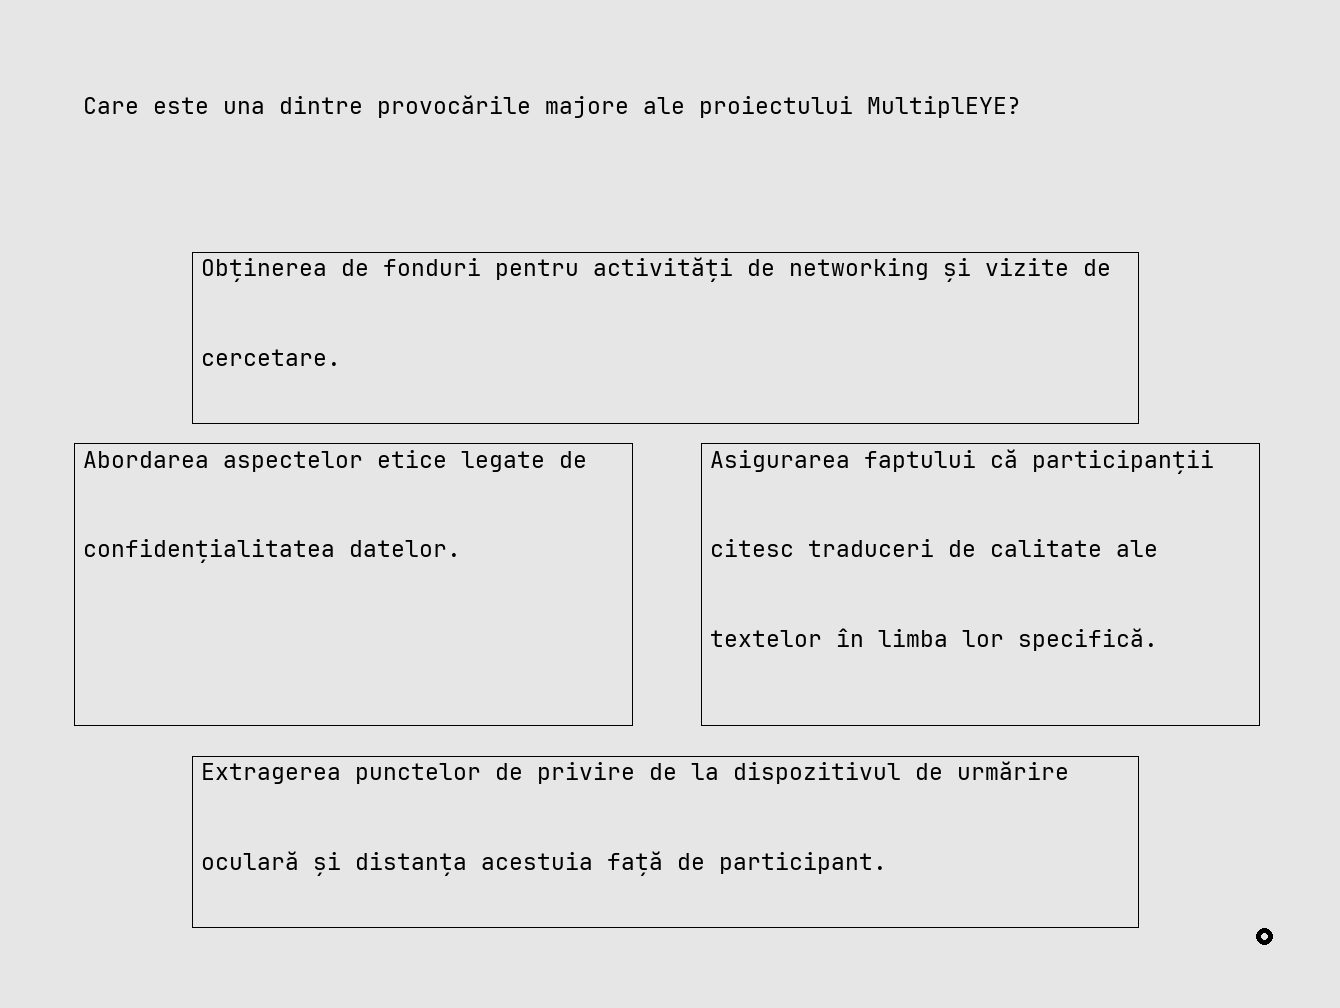 Care este una dintre provocările majore ale proiectului MultiplEYE?
Obținerea de fonduri pentru activități de networking și vizite de
cercetare.
Abordarea aspectelor etice legate de
confidențialitatea datelor.
Asigurarea faptului că participanții
citesc traduceri de calitate ale
textelor în limba lor specifică.
Extragerea punctelor de privire de la dispozitivul de urmărire
oculară și distanța acestuia față de participant.